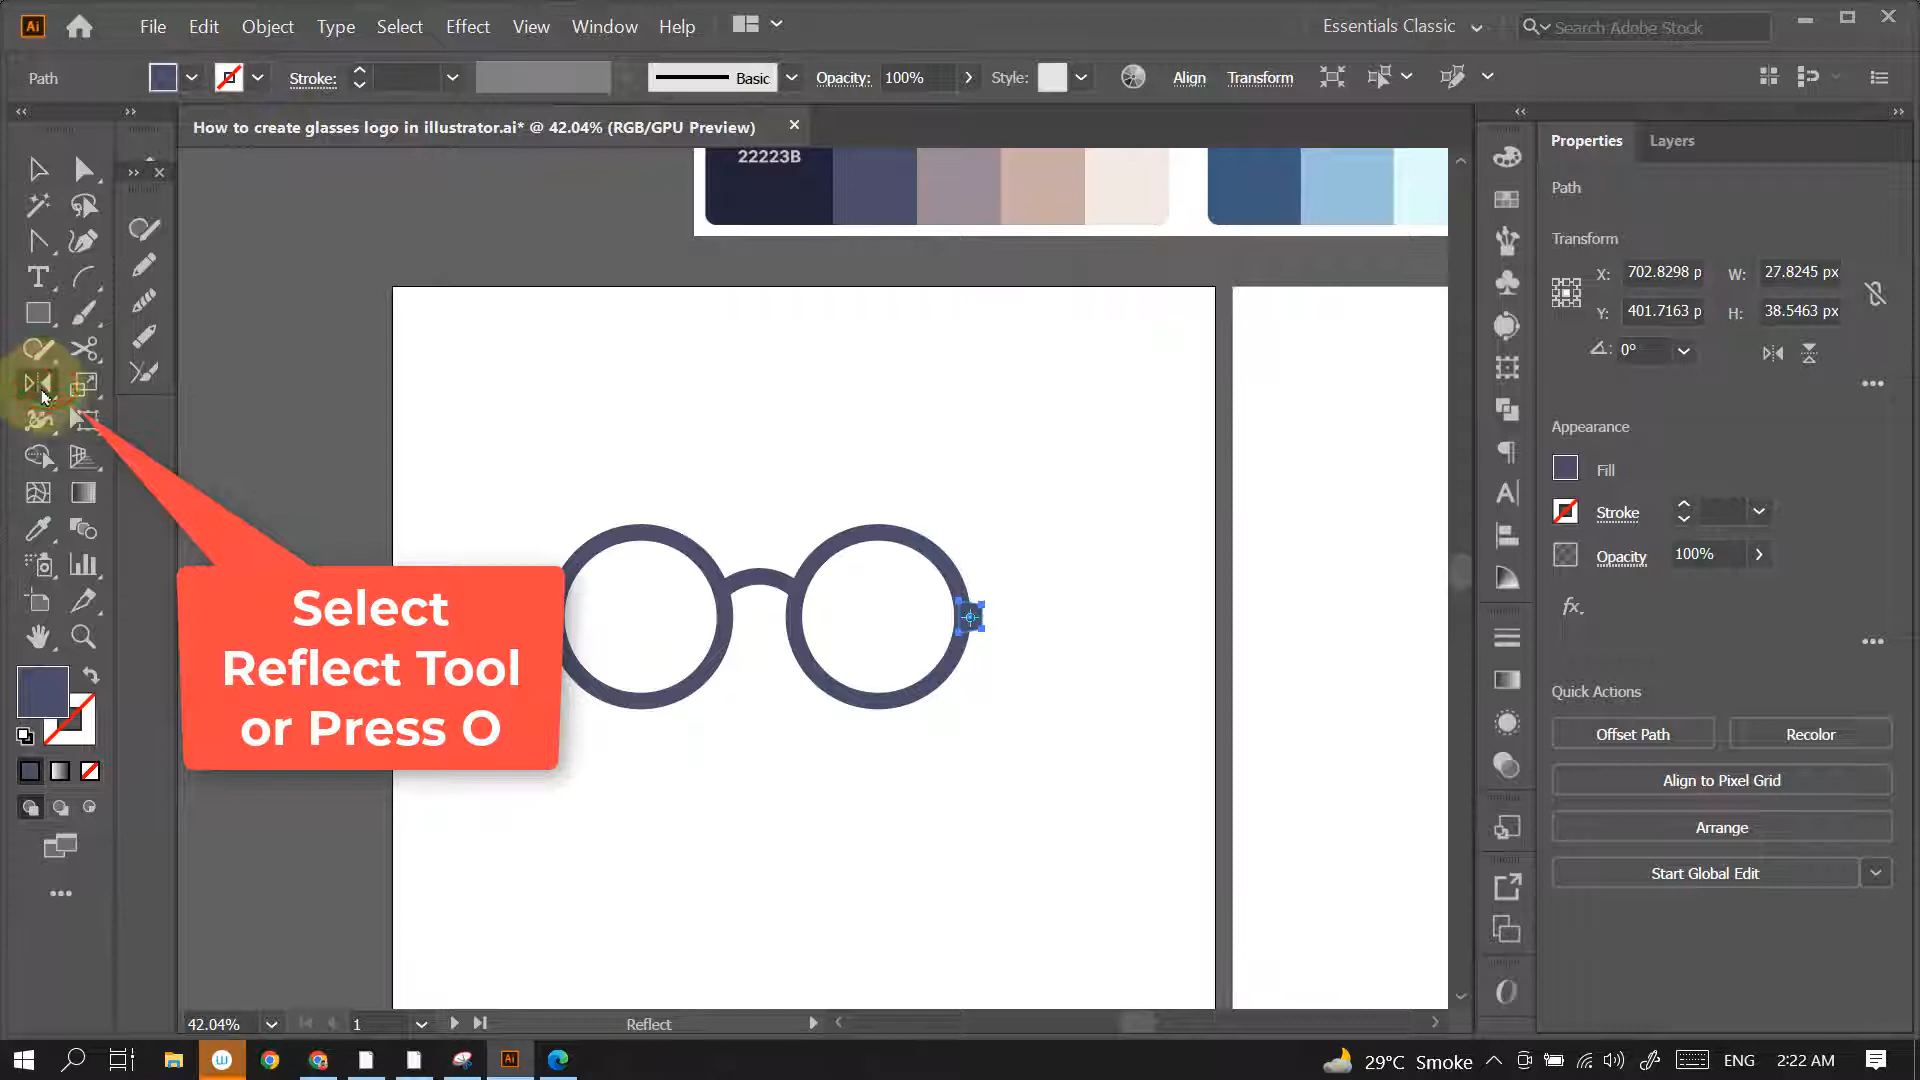 Ai File Edit Object Type Select Effect View Window Help Essentials Classic Search Adobe Stock
Path Stroke: Basic Opacity: 100% Style: Align Transform
How to create glasses logo in illustrator.ai* @ 42.04% (RGB/GPU Preview)
Properties Layers
22223B
Path
Transform
X: 702.8298 p W: 27.8245 px
Y: 401.7163 p H: 38.5463 px
0°
Appearance
Fill
Stroke
Opacity 100%
fx.
Select
Reflect Tool
or Press O
Quick Actions
Offset Path Recolor
Align to Pixel Grid
Arrange
Start Global Edit
42.04% 1 Reflect
29°C Smoke ENG 2:22 AM